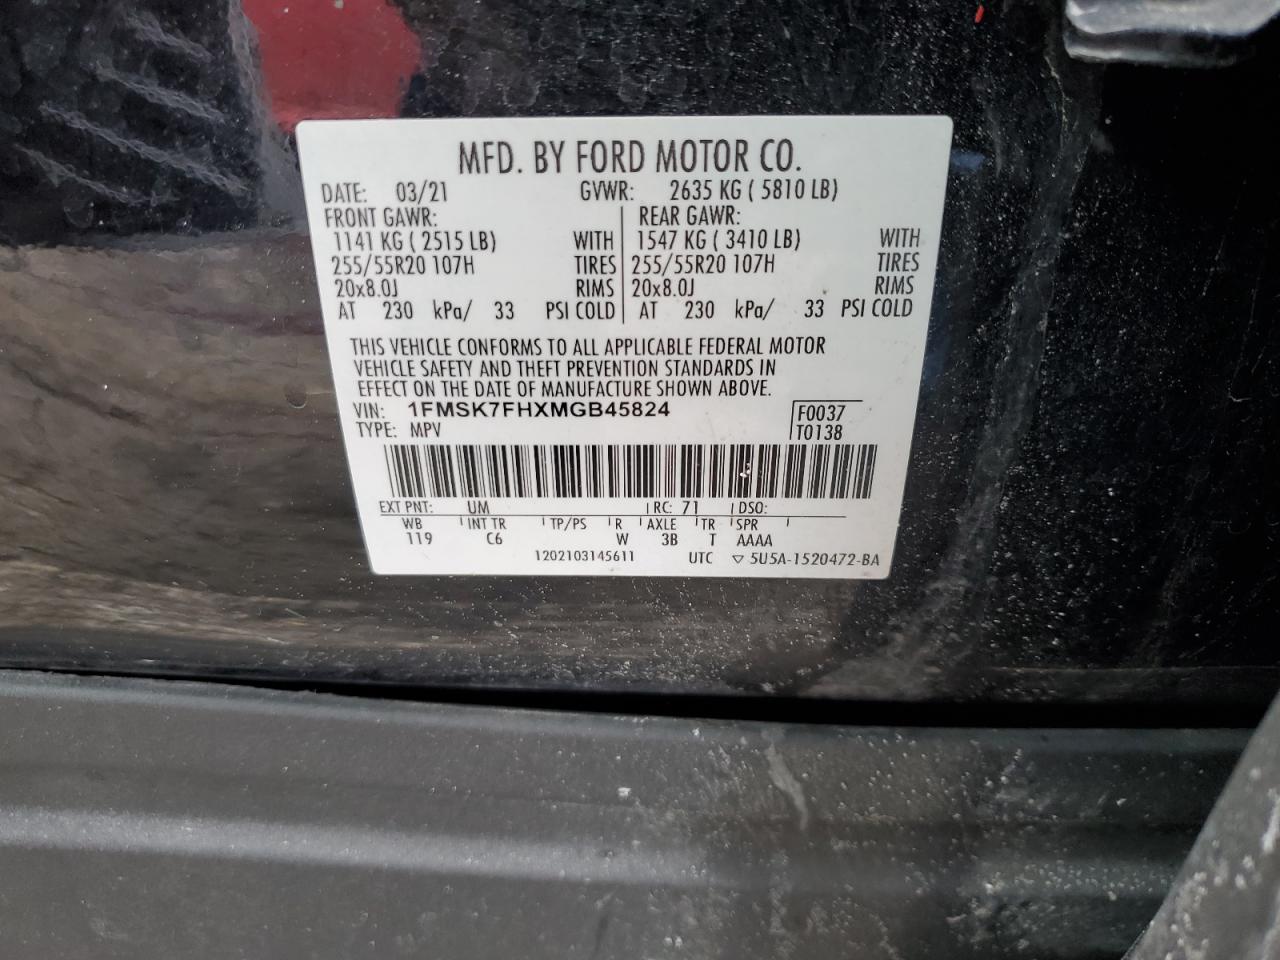 MFD. BY FORD MOTOR CO.
DATE: 03/21 GVWR: 2635 KG ( 5810 LB)
FRONT GAWR: REAR GAWR:
1141 KG ( 2515 LB) WITH 1547 KG ( 3410 LB) WITH
255/55R20 107H TIRES 255/55R20 107H TIRES
20x8.0J RIMS 20x8.0J RIMS
AT 230 kPa/ 33 PSI COLD AT 230 kPa/ 33 PSI COLD
THIS VEHICLE CONFORMS TO ALL APPLICABLE FEDERAL MOTOR
VEHICLE SAFETY AND THEFT PREVENTION STANDARDS IN
EFFECT ON THE DATE OF MANUFACTURE SHOWN ABOVE.
VIN: 1FMSK7FHXMGB45824 F0037
TYPE: MPV T0138
EXT PNT: UM RC: 71 DSO:
WB INT TR TP/PS R AXLE TR SPR
119 C6 W 3B T AAAA
1202103145611 UTC ▽ 5U5A-1520472-BA